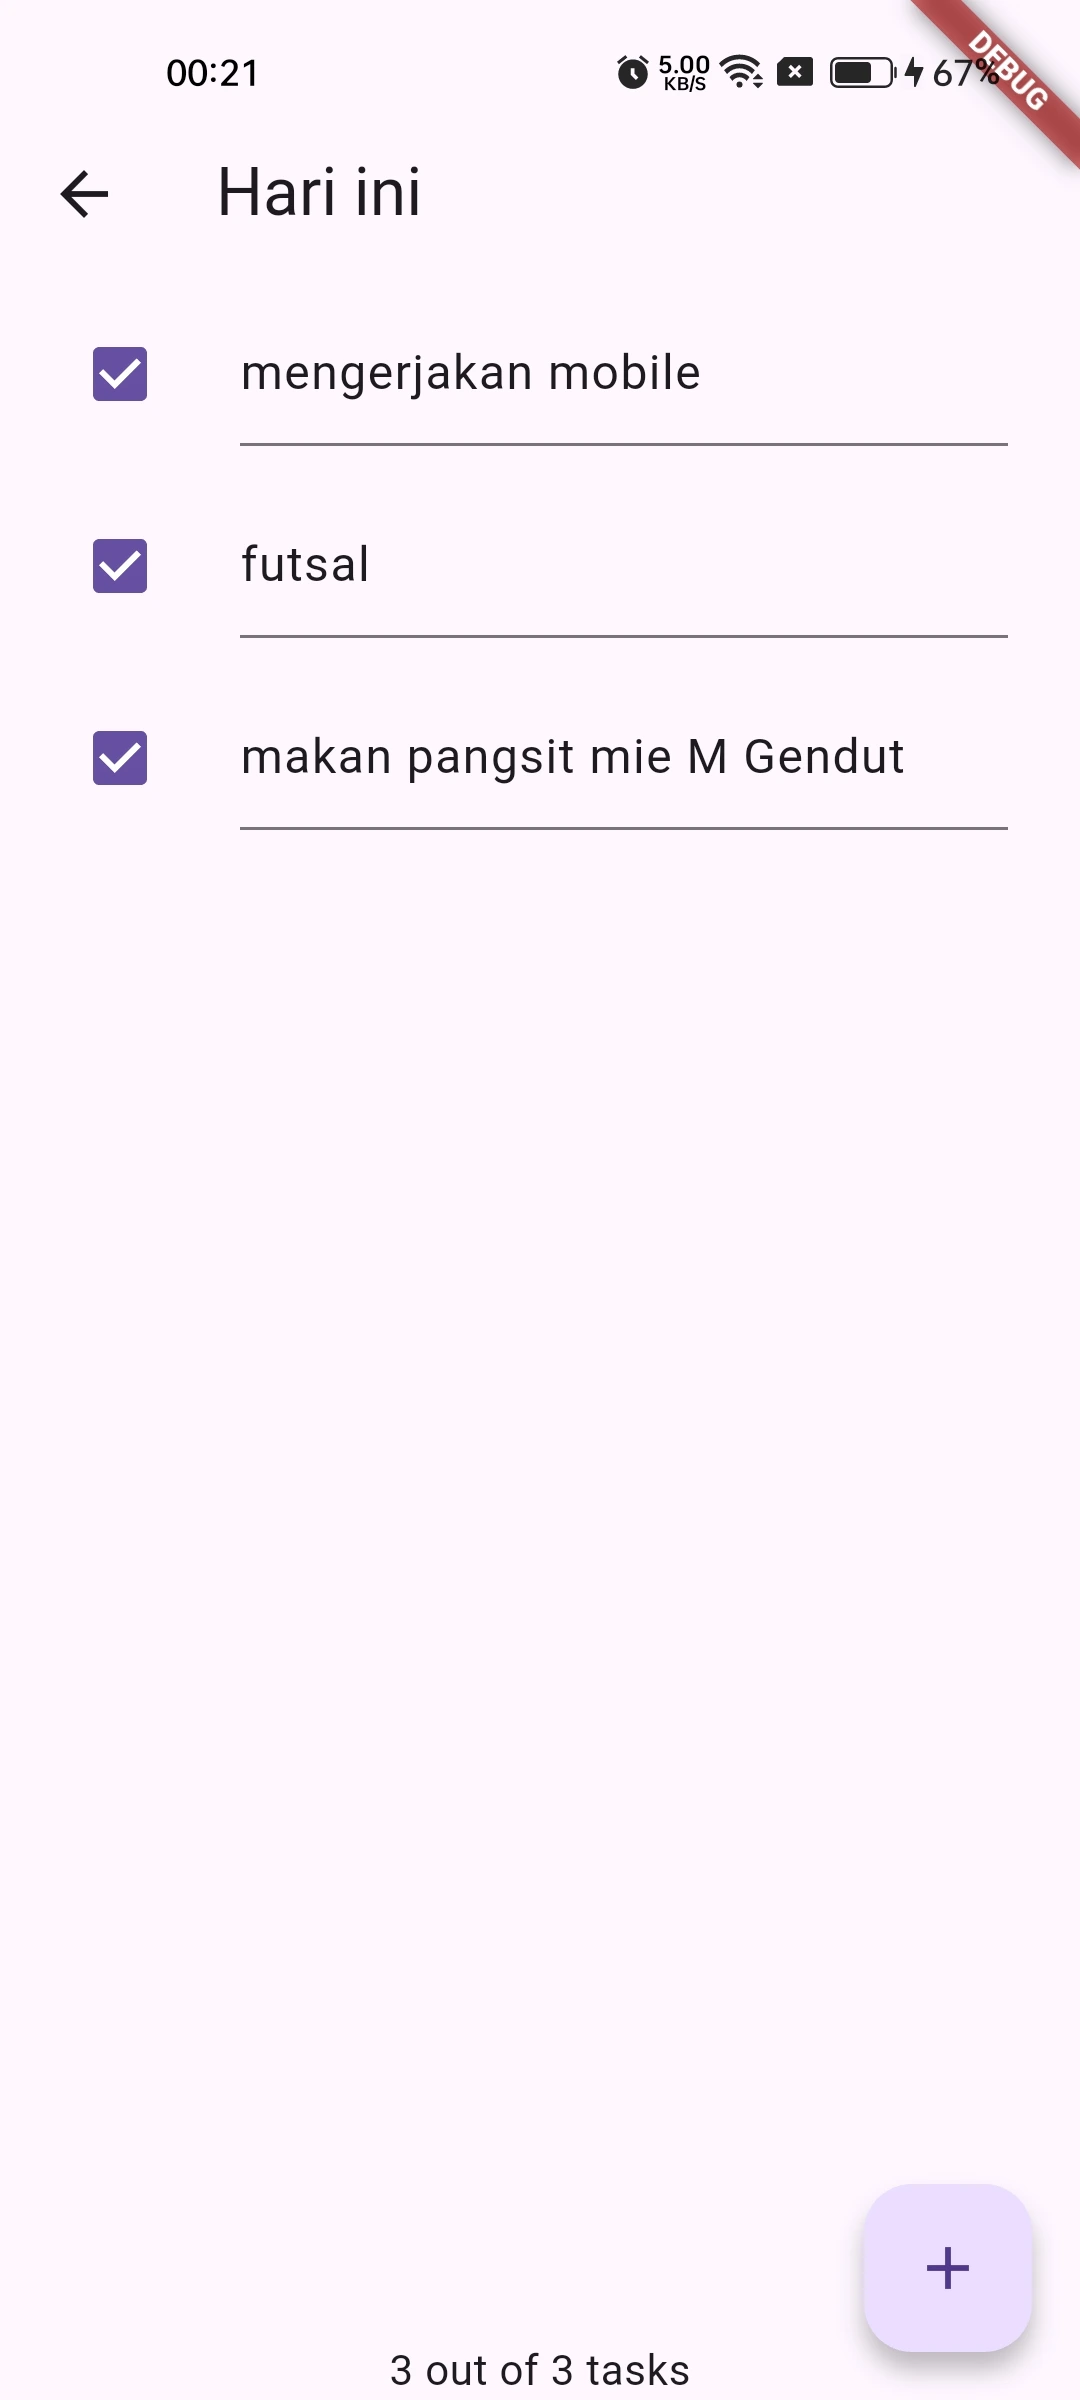 00:21
5.00
KB/S
67%
DEBUG
Hari ini
mengerjakan mobile
futsal
makan pangsit mie M Gendut
3 out of 3 tasks